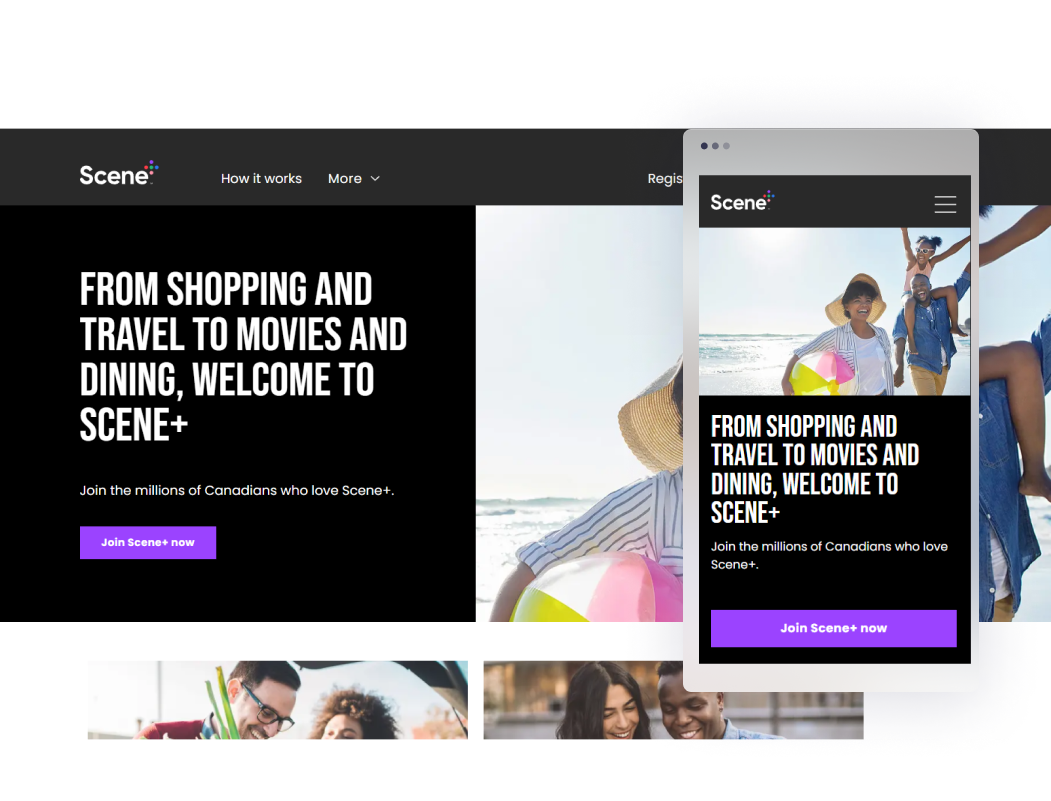 Scene
How it works
More
Regis
FROM SHOPPING AND
TRAVEL TO MOVIES AND
DINING, WELCOME TO
SCENE+
Join the millions of Canadians who love Scene+.
Join Scene+ now
Scene
FROM SHOPPING AND
TRAVEL TO MOVIES AND
DINING, WELCOME TO
SCENE+
Join the millions of Canadians who love
Scene+.
Join Scene+ now